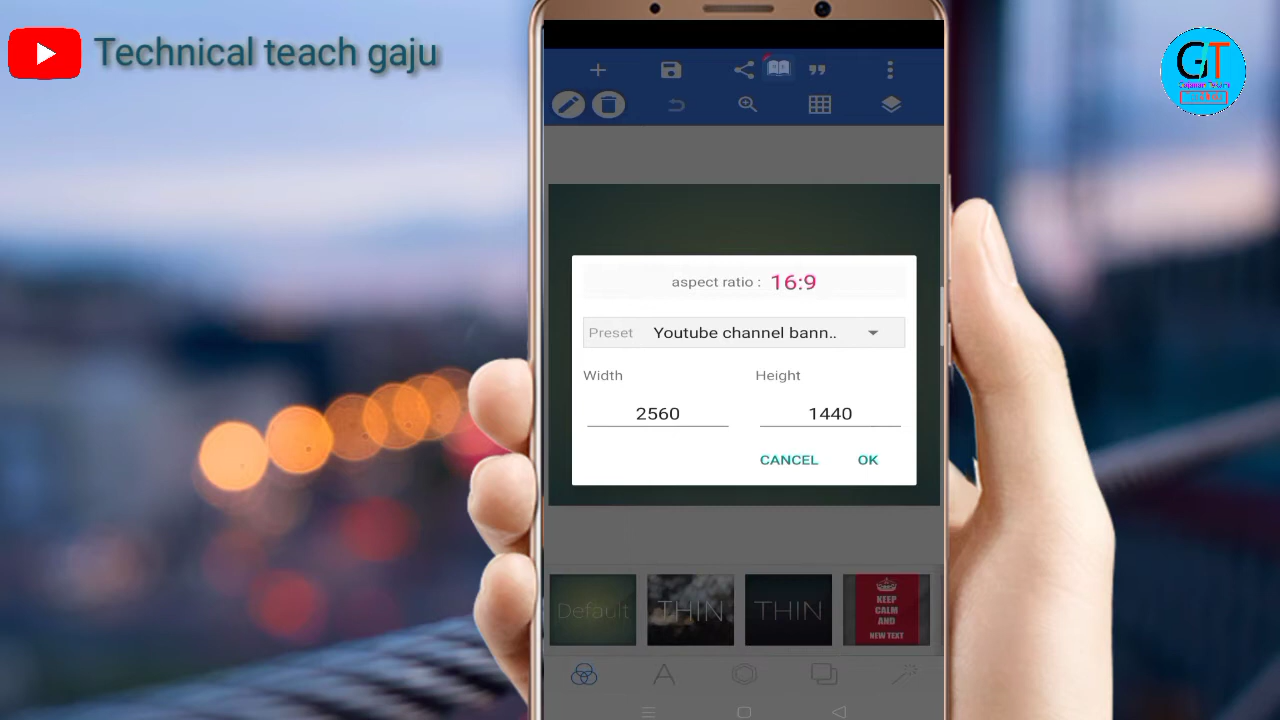 Technical teach gaju
GT
aspect ratio : 16:9
Preset Youtube channel bann..
Width Height
2560 1440
CANCEL OK
Default
THIN
THIN
KEEP
CALM
AND
NEW TEXT
A